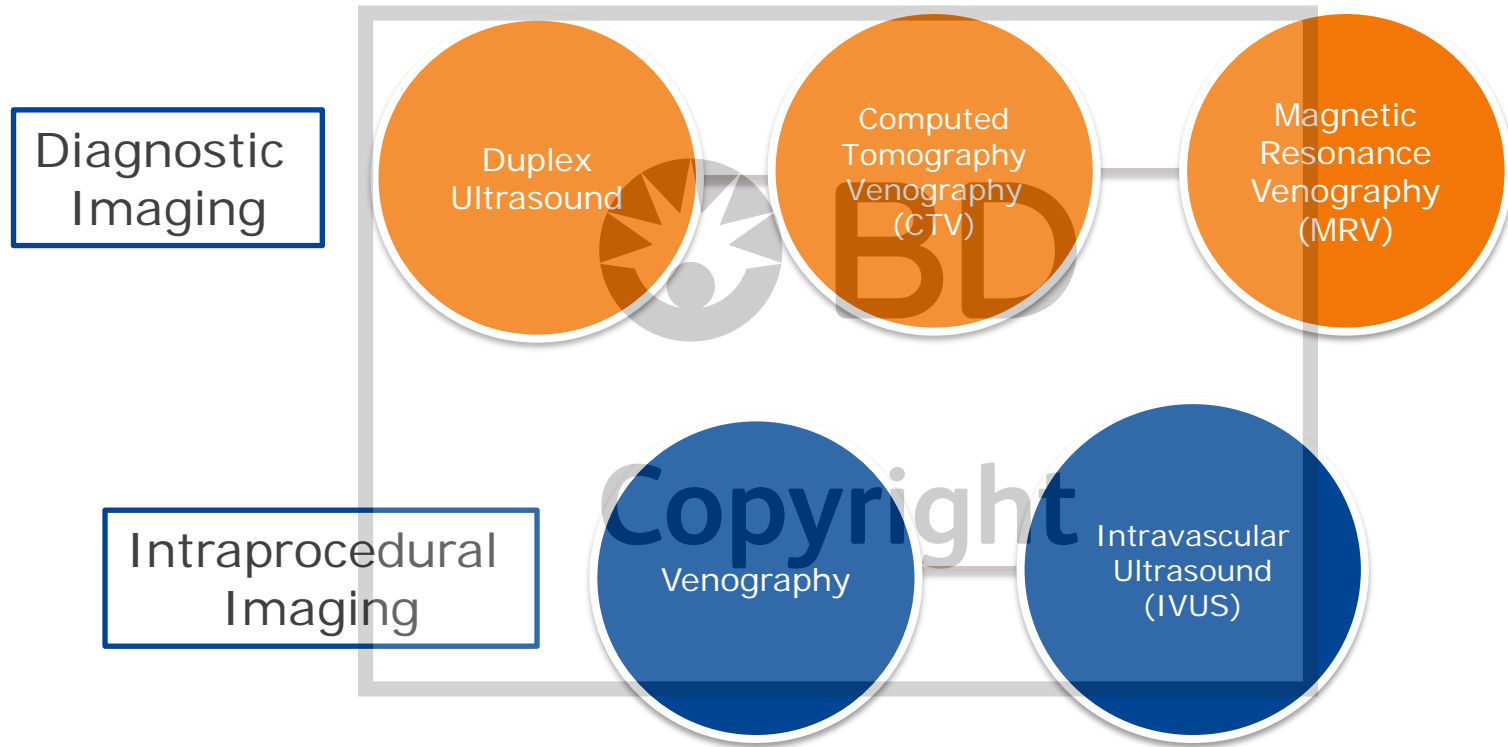 Diagnostic
Imaging
Duplex
Ultrasound
Computed
Tomography
Venography
(CTV)
Magnetic
Resonance
Venography
(MRV)
BD
Copyright
Intraprocedural
Imaging
Venography
Intravascular
Ultrasound
(IVUS)